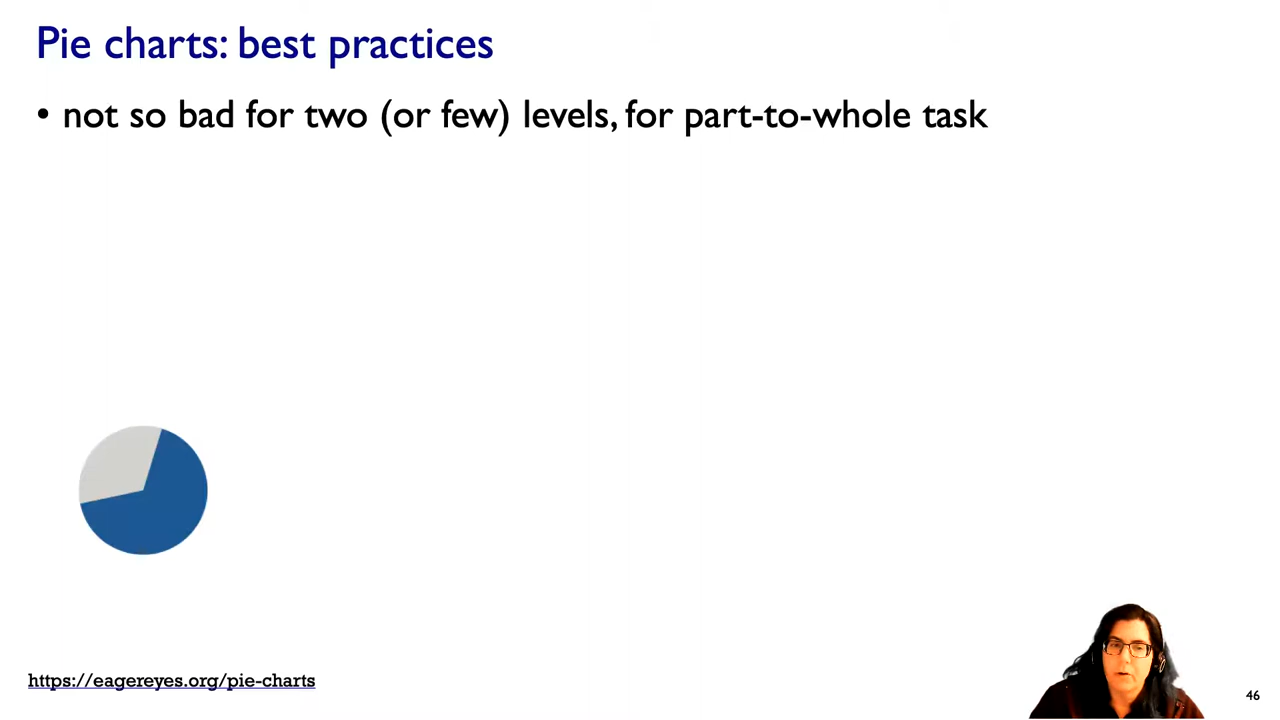 Pie charts: best practices
• not so bad for two (or few) levels, for part-to-whole task
https://eagereyes.org/pie-charts
46